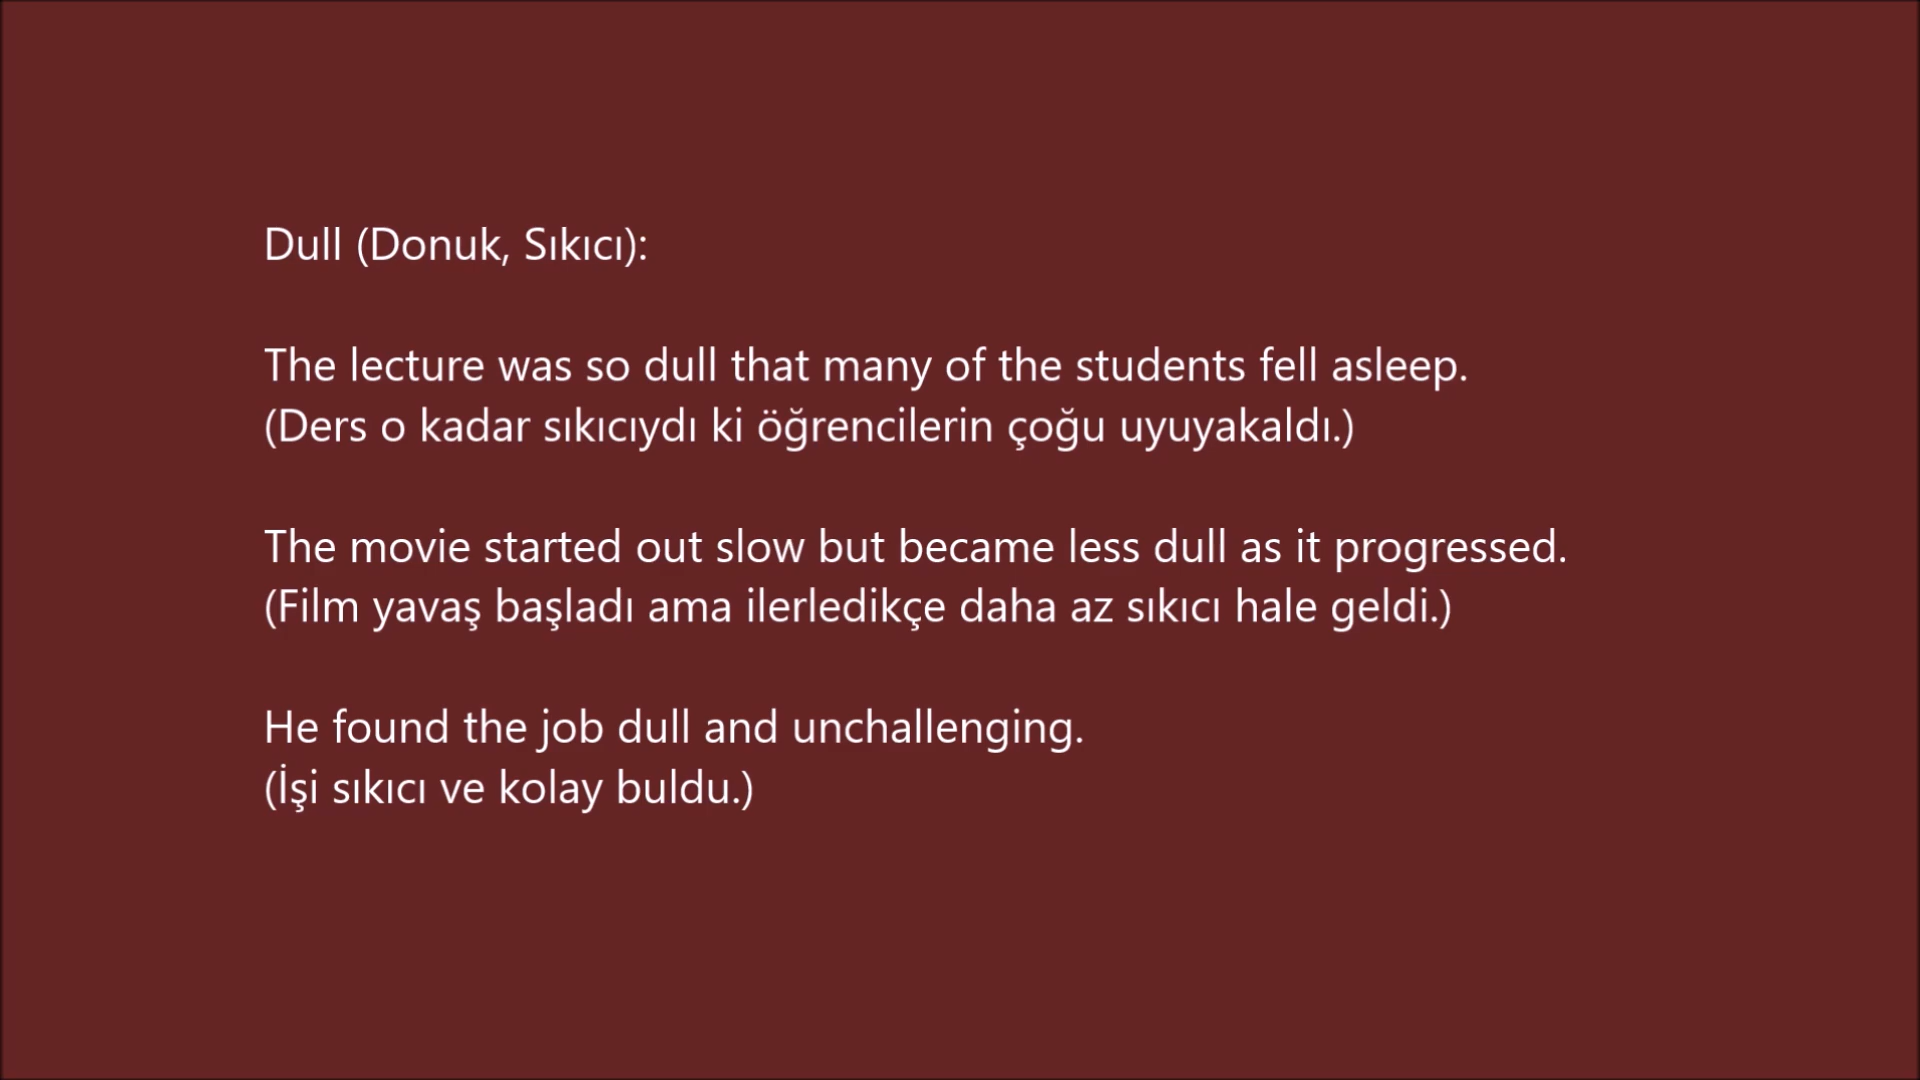 Dull (Donuk, Sıkıcı):
The lecture was so dull that many of the students fell asleep.
(Ders o kadar sıkıcıydı ki öğrencilerin çoğu uyuyakaldı.)
The movie started out slow but became less dull as it progressed.
(Film yavaş başladı ama ilerledikçe daha az sıkıcı hale geldi.)
He found the job dull and unchallenging.
(İşi sıkıcı ve kolay buldu.)